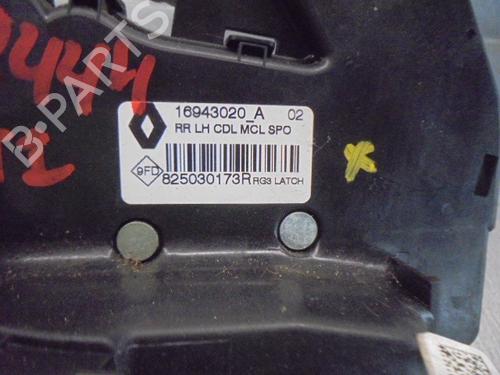 16943020_A 02
RR LH CDL MCL SPO
9FD
825030173R RG3 LATCH
B-PARTS